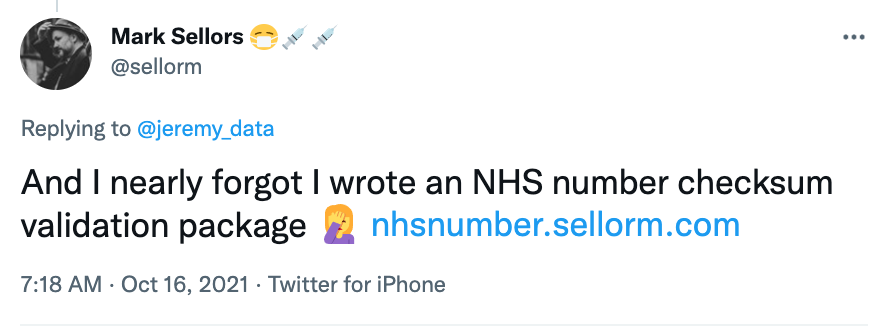 Mark Sellors 😷💉 💉
@sellorm
Replying to @jeremy_data
And I nearly forgot I wrote an NHS number checksum
validation package 🤦‍♀️ nhsnumber.sellorm.com
7:18 AM · Oct 16, 2021 · Twitter for iPhone